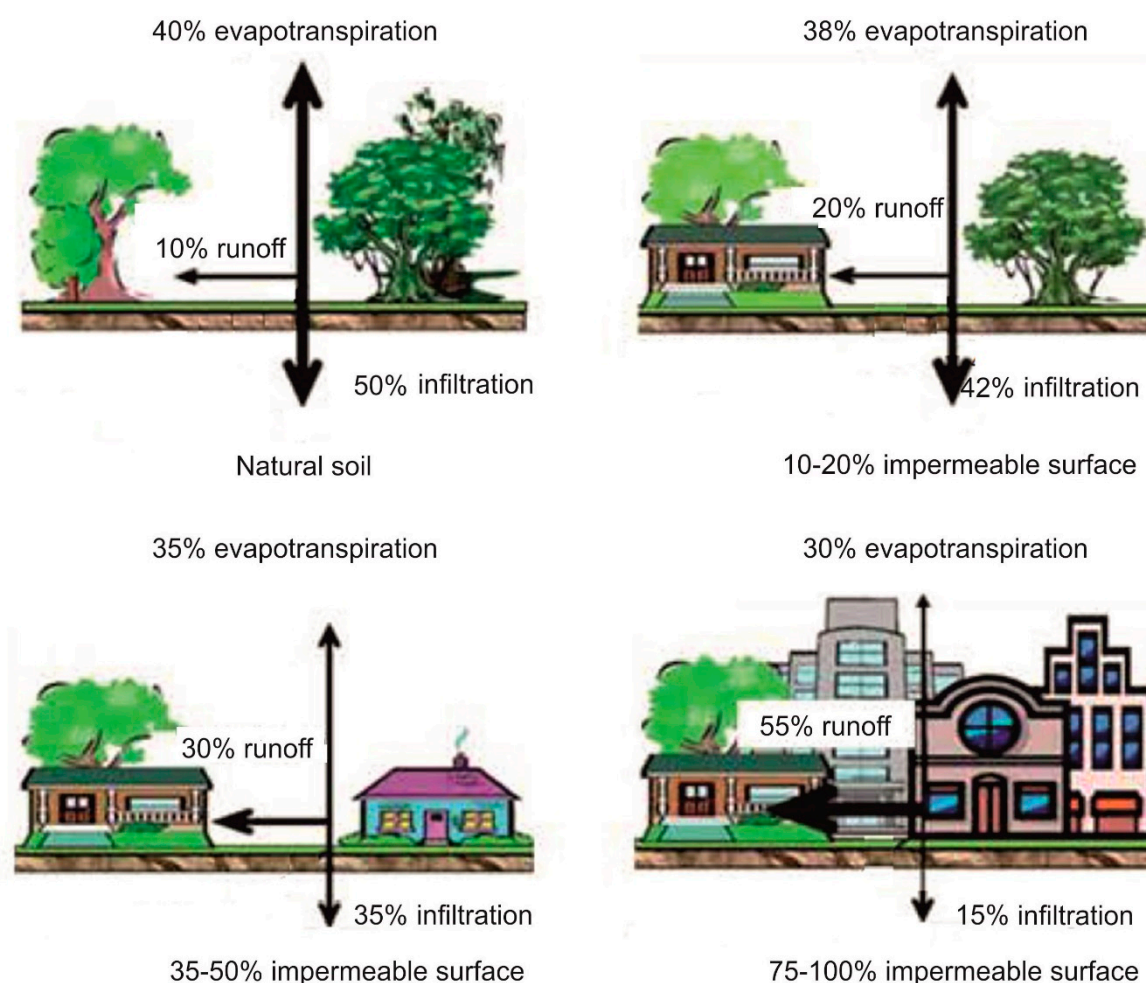 40% evapotranspiration
10% runoff
50% infiltration
Natural soil
38% evapotranspiration
20% runoff
42% infiltration
10-20% impermeable surface
35% evapotranspiration
30% runoff
35% infiltration
35-50% impermeable surface
30% evapotranspiration
55% runoff
15% infiltration
75-100% impermeable surface